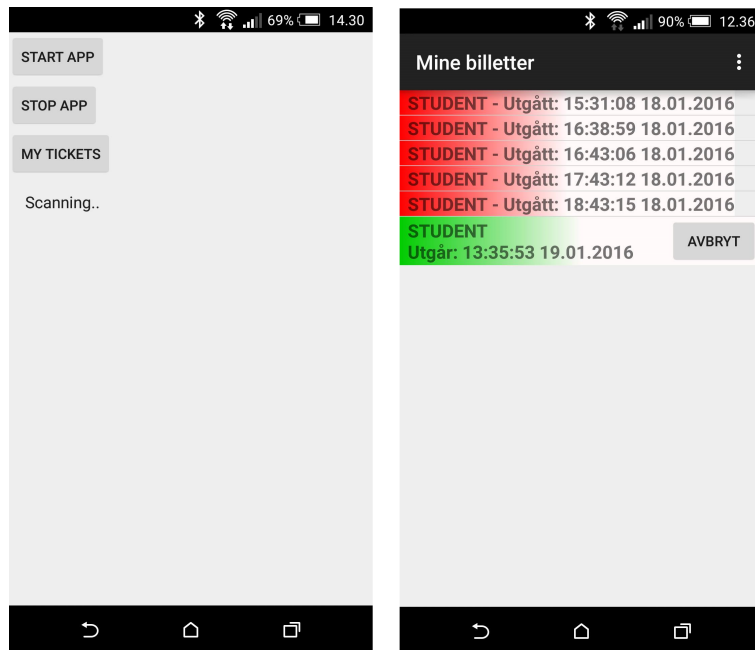 69% 14.30
START APP
STOP APP
MY TICKETS
Scanning..
90% 12.36
Mine billetter
STUDENT - Utgått: 15:31:08 18.01.2016
STUDENT - Utgått: 16:38:59 18.01.2016
STUDENT - Utgått: 16:43:06 18.01.2016
STUDENT - Utgått: 17:43:12 18.01.2016
STUDENT - Utgått: 18:43:15 18.01.2016
STUDENT
Utgår: 13:35:53 19.01.2016
AVBRYT